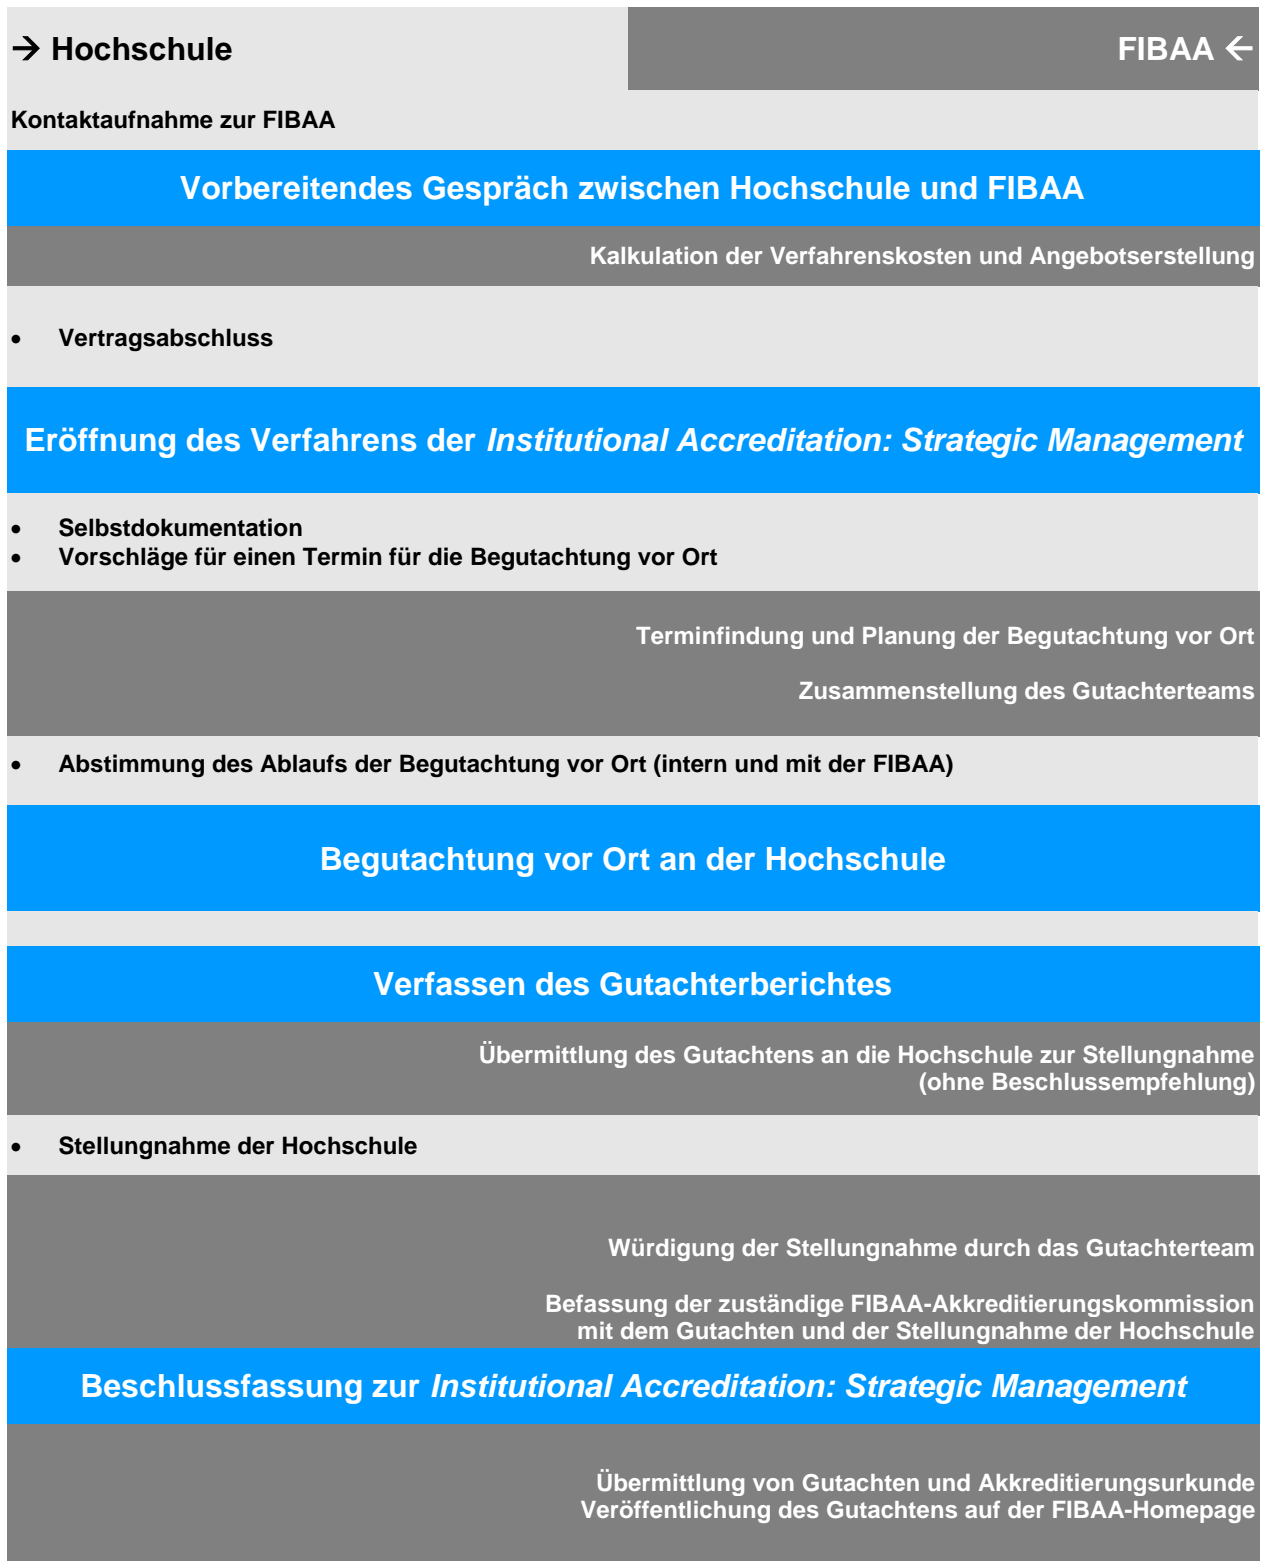 → Hochschule
FIBAA ←
Kontaktaufnahme zur FIBAA
Vorbereitendes Gespräch zwischen Hochschule und FIBAA
Kalkulation der Verfahrenskosten und Angebotserstellung
• Vertragsabschluss
Eröffnung des Verfahrens der Institutional Accreditation: Strategic Management
• Selbstdokumentation
• Vorschläge für einen Termin für die Begutachtung vor Ort
Terminfindung und Planung der Begutachtung vor Ort
Zusammenstellung des Gutachterteams
• Abstimmung des Ablaufs der Begutachtung vor Ort (intern und mit der FIBAA)
Begutachtung vor Ort an der Hochschule
Verfassen des Gutachterberichtes
Übermittlung des Gutachtens an die Hochschule zur Stellungnahme
(ohne Beschlussempfehlung)
• Stellungnahme der Hochschule
Würdigung der Stellungnahme durch das Gutachterteam
Befassung der zuständige FIBAA-Akkreditierungskommission
mit dem Gutachten und der Stellungnahme der Hochschule
Beschlussfassung zur Institutional Accreditation: Strategic Management
Übermittlung von Gutachten und Akkreditierungsurkunde
Veröffentlichung des Gutachtens auf der FIBAA-Homepage